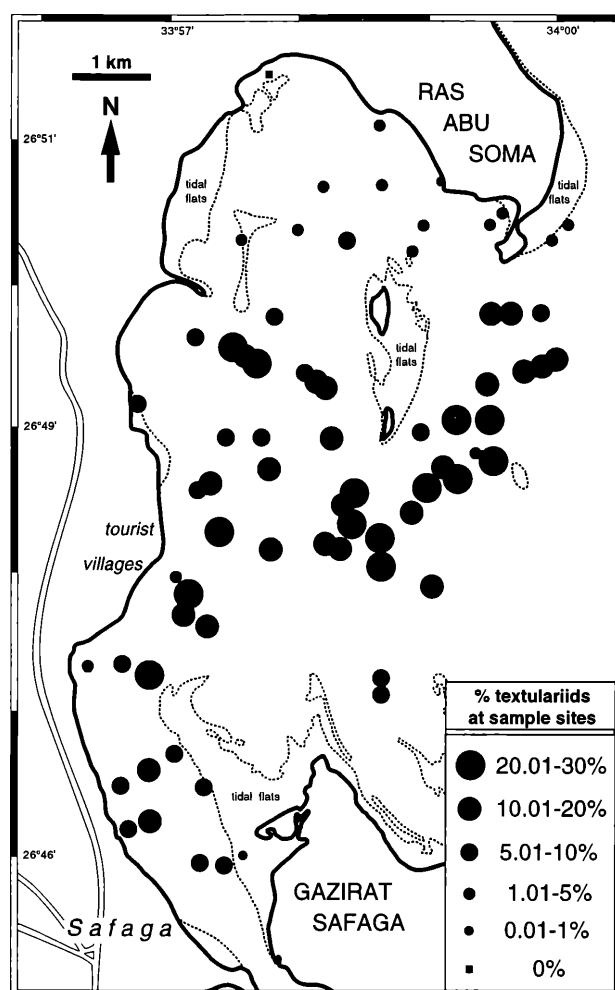 33°57'
34°00'
1 km
N
RAS
ABU
SOMA
26°51'
tidal
flats
tidal
flats
tidal
flats
26°49'
tourist
villages
% textulariids
at sample sites
20.01-30%
10.01-20%
5.01-10%
1.01-5%
0.01-1%
0%
tidal flats
26°46'
GAZIRAT
SAFAGA
Safaga